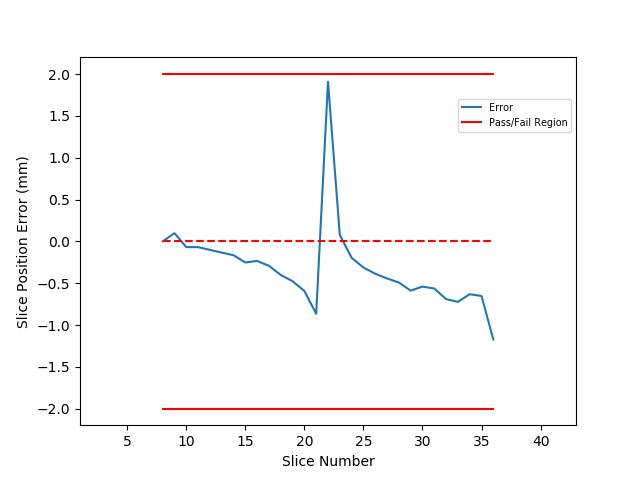 2.0
1.5
1.0
0.5
0.0
−0.5
−1.0
−1.5
−2.0
Slice Position Error (mm)
Error
Pass/Fail Region
5 10 15 20 25 30 35 40
Slice Number